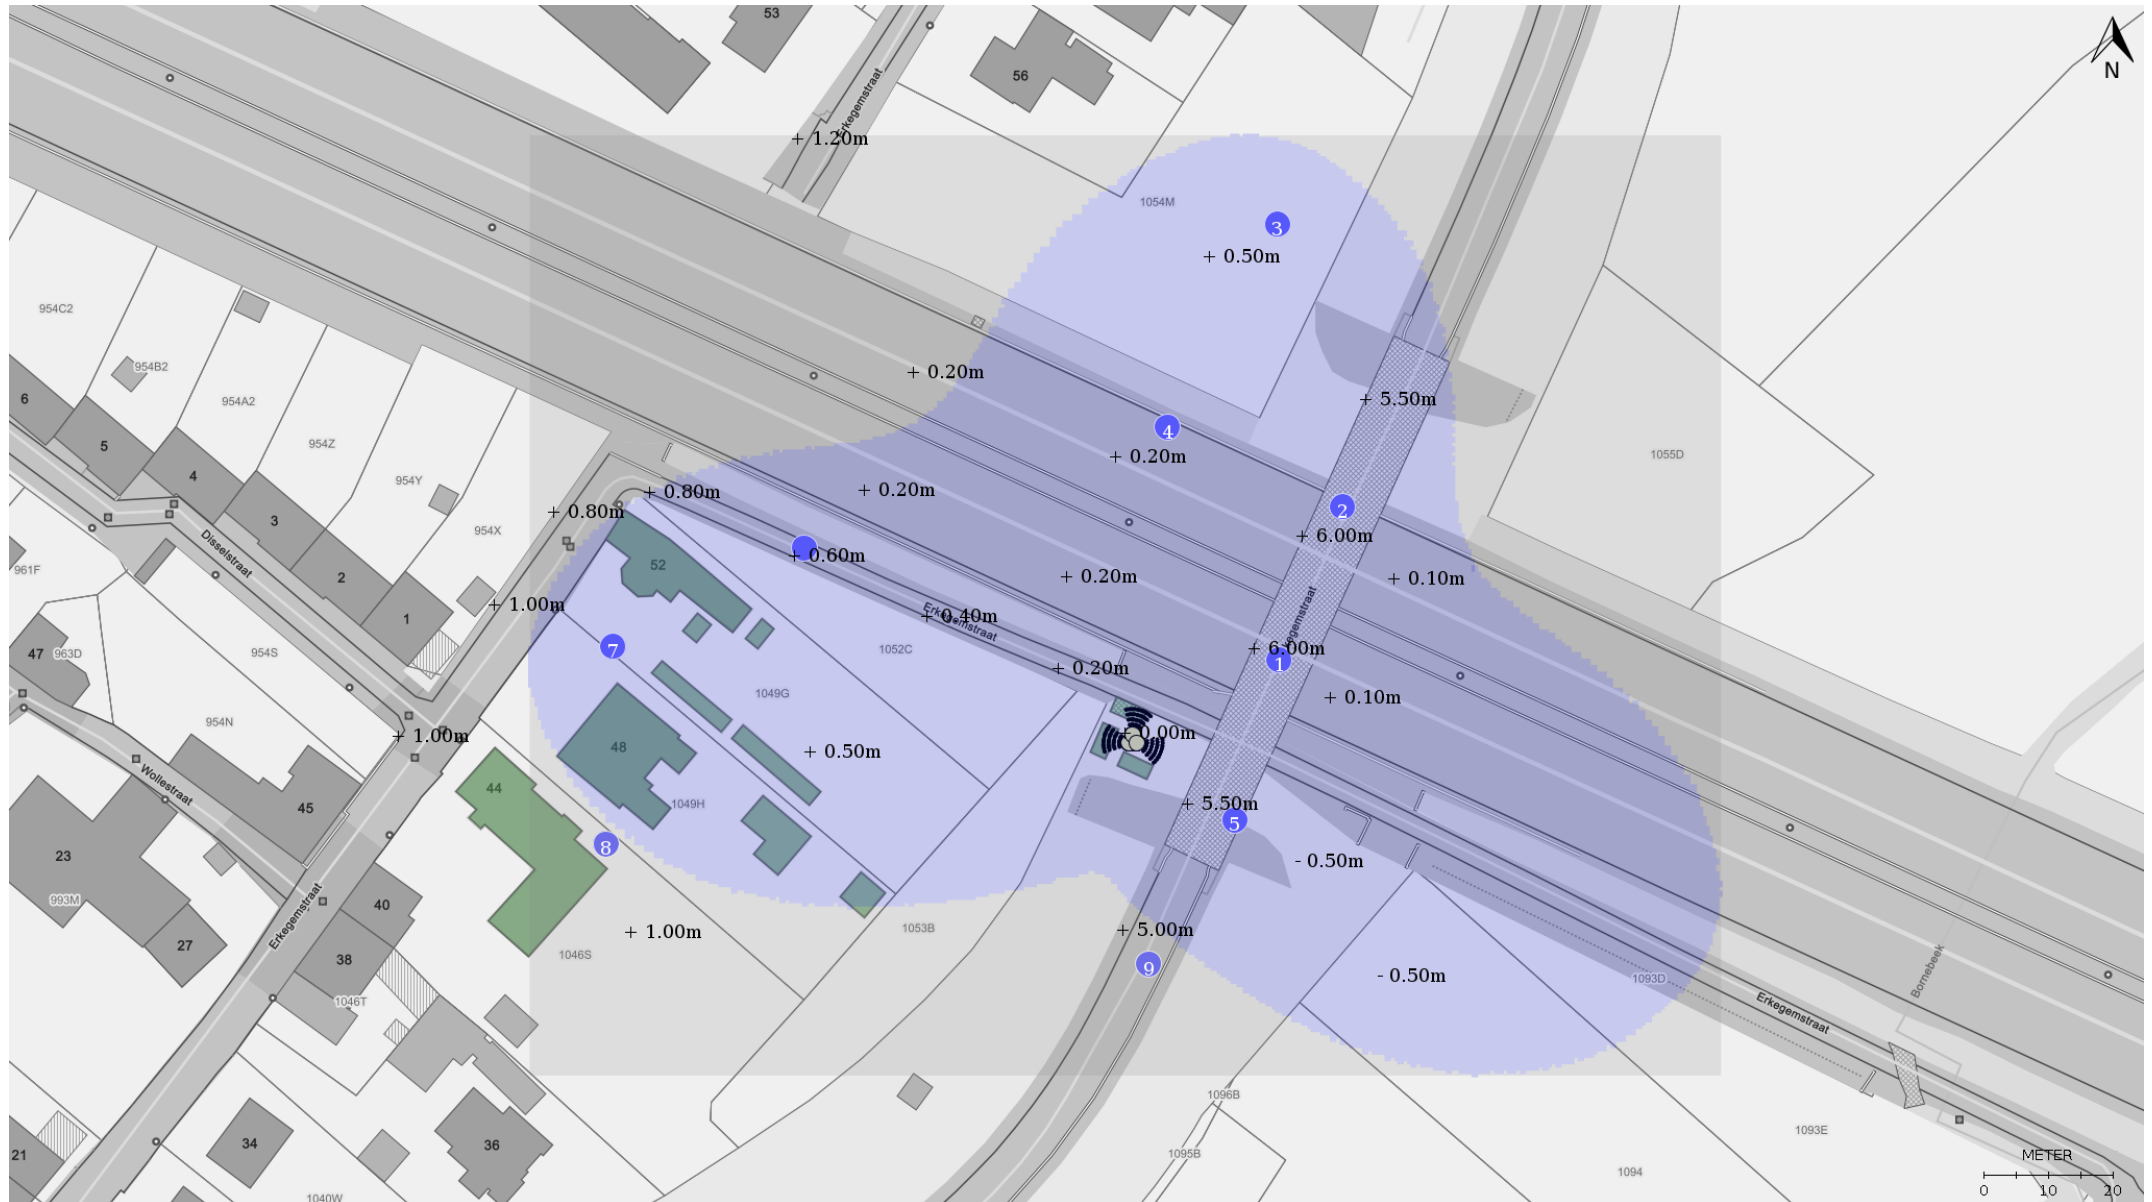 53
56
N
Erkegemstraat
+ 1.20m
1054M
3
+ 0.50m
954C2
954B2
+ 0.20m
6
954A2
5.50m
4
5
954Z
+ 0.20m
1055D
4
954Y
+ 0.20m
+ 0.80m
2
3
954X
+ 0.80m
+ 6.00m
Disselstraat
+ 0.60m
52
961F
2
+ 0.20m
+ 0.10m
1
+ 1.00m
+ 0.40m
Erkegemstraat
Erkegemstraat
47
963D
954S
7
1052C
+ 6.00m
1
+ 0.20m
1049G
+ 0.10m
954N
+ 1.00m
0.00m
48
+ 0.50m
Wollestraat
44
1049H
+ 5.50m
45
5
8
23
- 0.50m
993M
40
Erkegemstraat
27
+ 1.00m
1053B
+ 5.00m
1046S
38
9
- 0.50m
1093D
Bornebeek
1046T
Erkegemstraat
1096B
34
36
1093E
21
1095B
METER
1094
1040W
0 10 20